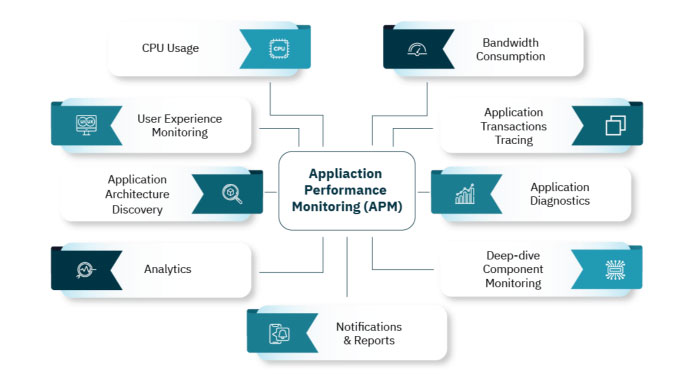 CPU Usage
CPU
Bandwidth
Consumption
User Experience
Monitoring
Application
Transactions
Tracing
Appliaction
Performance
Monitoring (APM)
Application
Architecture
Discovery
Application
Diagnostics
Analytics
Deep-dive
Component
Monitoring
Notifications
& Reports